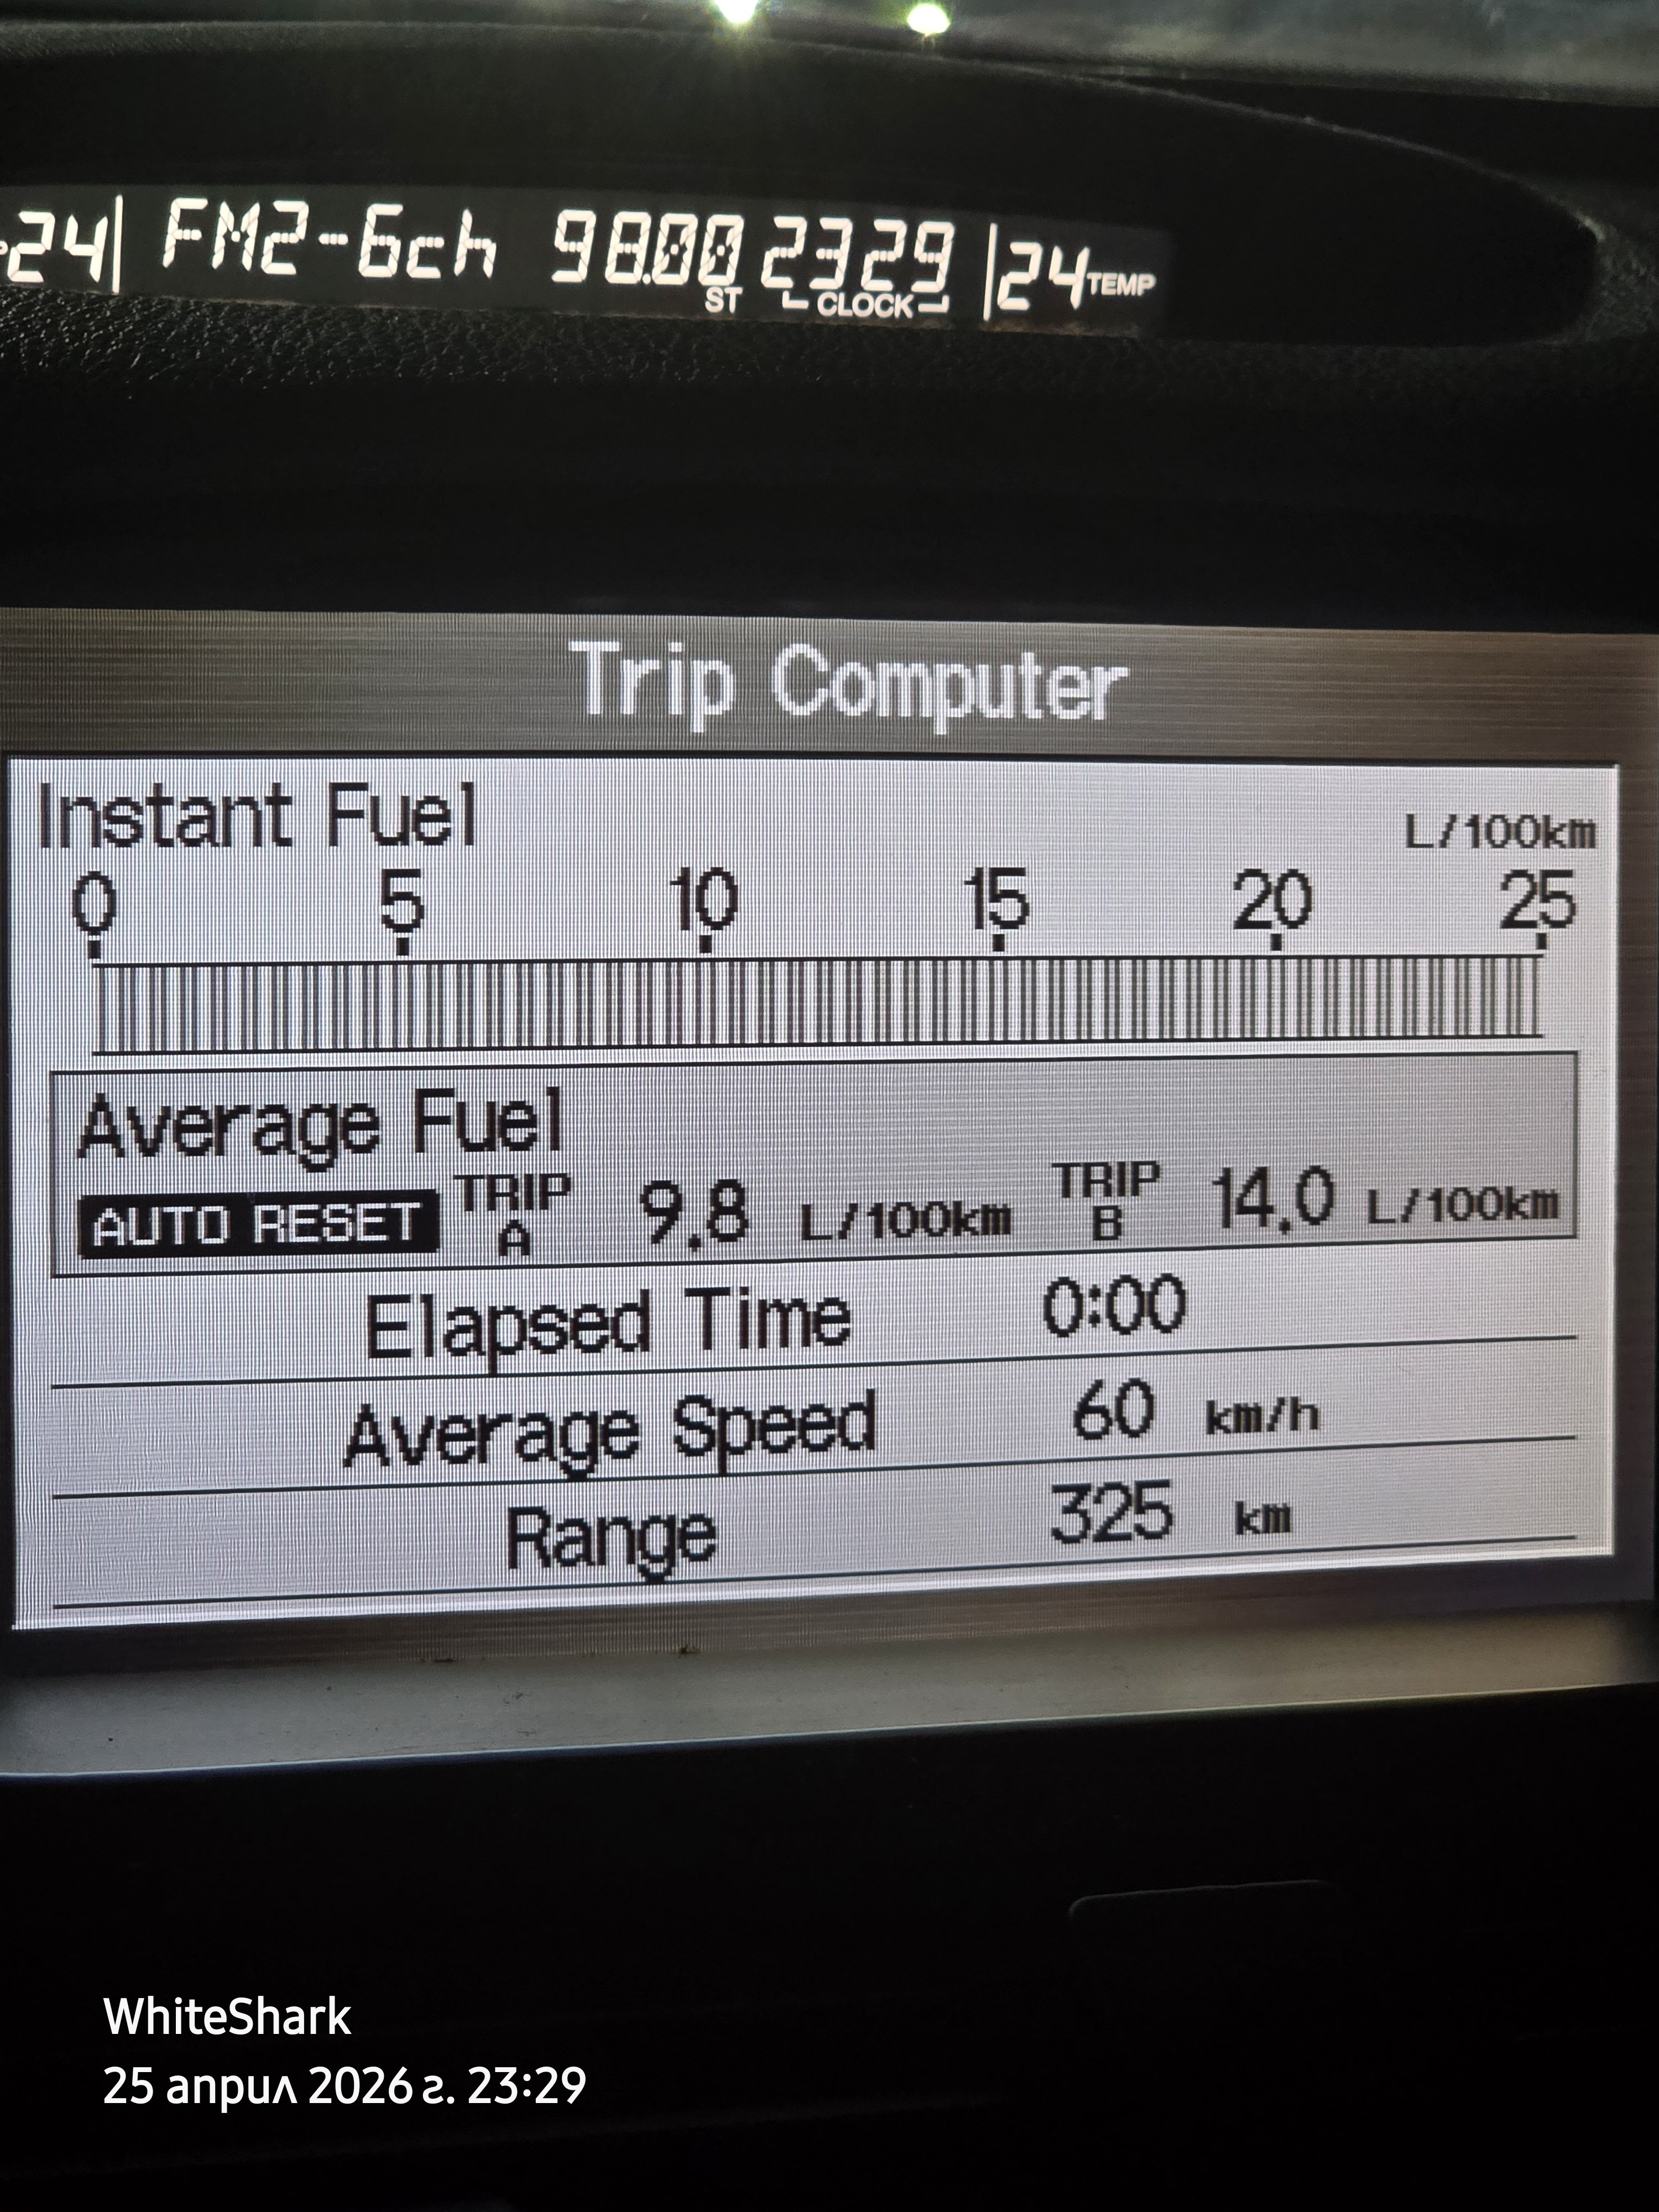 24 FM2-6ch 98.00 2329 24 TEMP
ST CLOCK
Trip Computer
Instant Fuel L/100km
0 5 10 15 20 25
Average Fuel
AUTO RESET TRIP A 9.8 L/100km TRIP B 14.0 L/100km
Elapsed Time 0:00
Average Speed 60 km/h
Range 325 km
WhiteShark
25 април 2026 г. 23:29